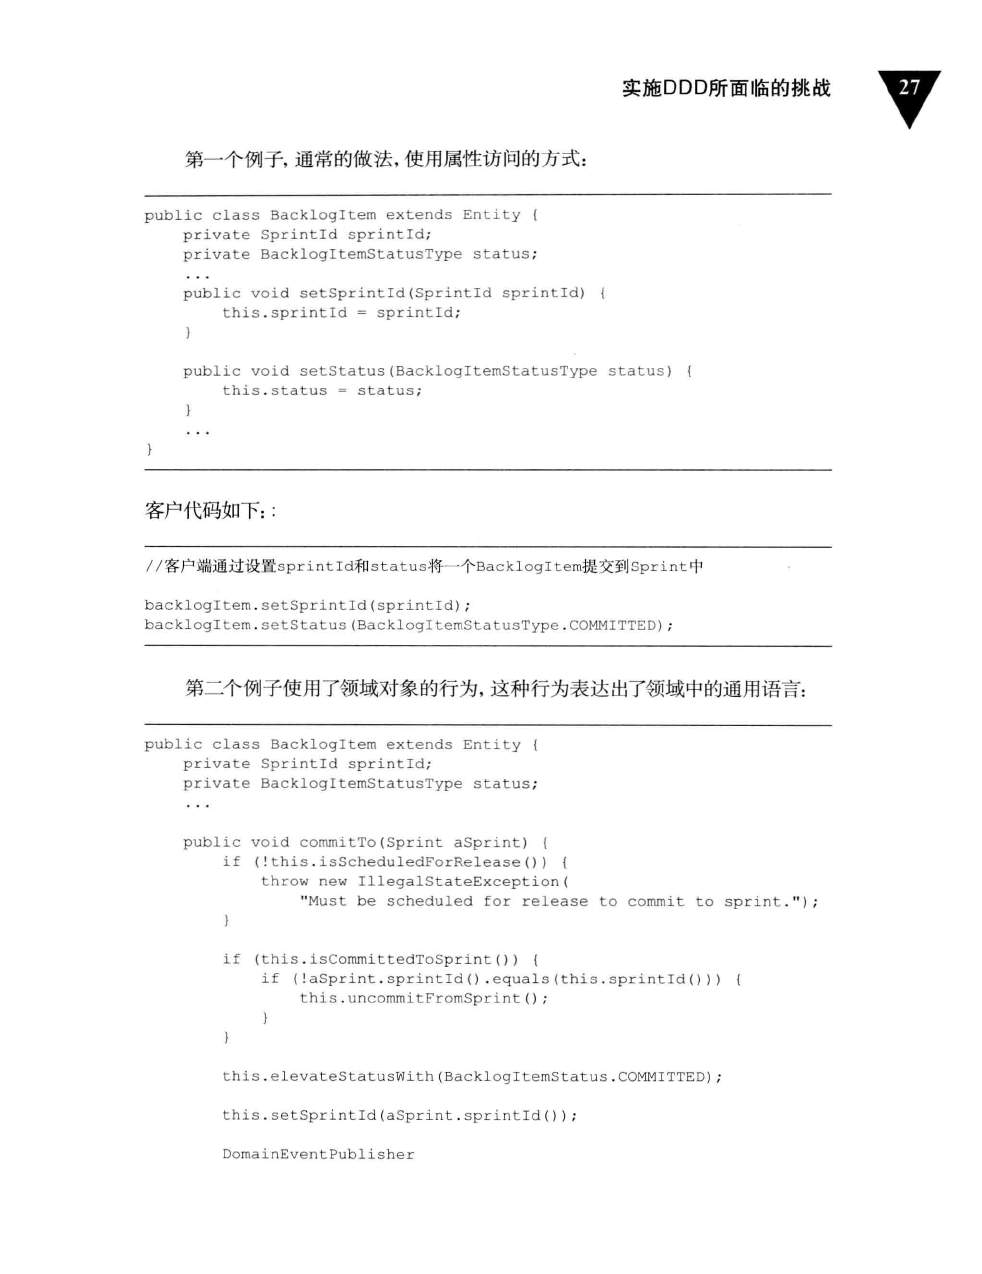 实施DDD所面临的挑战
27
第一个例子, 通常的做法, 使用属性访问的方式:
public class BacklogItem extends Entity {
    private SprintId sprintId;
    private BacklogItemStatusType status;
    ...
    public void setSprintId(SprintId sprintId) {
        this.sprintId = sprintId;
    }

    public void setStatus(BacklogItemStatusType status) {
        this.status = status;
    }
    ...
}
客户代码如下: :
//客户端通过设置sprintId和status将一个BacklogItem提交到Sprint中
backlogItem.setSprintId(sprintId);
backlogItem.setStatus(BacklogItemStatusType.COMMITTED);
第二个例子使用了领域对象的行为, 这种行为表达出了领域中的通用语言:
public class BacklogItem extends Entity {
    private SprintId sprintId;
    private BacklogItemStatusType status;
    ...

    public void commitTo(Sprint aSprint) {
        if (!this.isScheduledForRelease()) {
            throw new IllegalStateException(
                "Must be scheduled for release to commit to sprint.");
        }

        if (this.isCommittedToSprint()) {
            if (!aSprint.sprintId().equals(this.sprintId())) {
                this.uncommitFromSprint();
            }
        }

        this.elevateStatusWith(BacklogItemStatus.COMMITTED);

        this.setSprintId(aSprint.sprintId());

        DomainEventPublisher